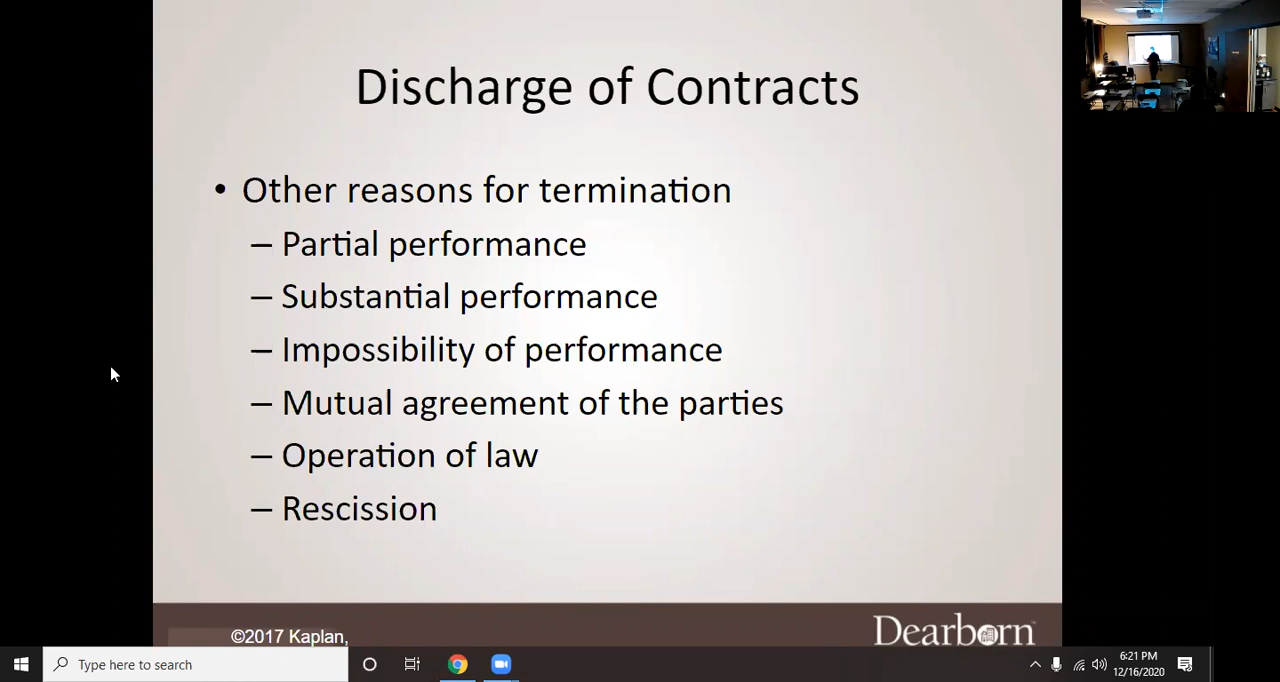 Discharge of Contracts
• Other reasons for termination
– Partial performance
– Substantial performance
– Impossibility of performance
– Mutual agreement of the parties
– Operation of law
– Rescission
©2017 Kaplan,
Dearborn
Type here to search
6:21 PM
12/16/2020